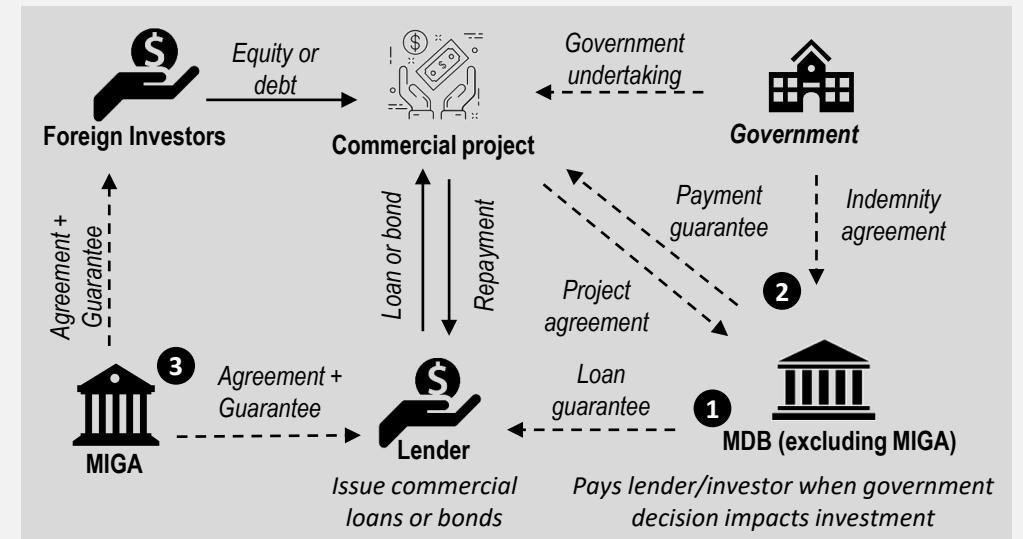 $
Foreign Investors
Equity or
debt
$
Commercial project
Government
undertaking
Government
Agreement +
Guarantee
Loan or bond
Repayment
Payment
guarantee
Indemnity
agreement
2
Project
agreement
3
MIGA
Agreement +
Guarantee
$
Lender
Issue commercial
loans or bonds
Loan
guarantee
1
MDB (excluding MIGA)
Pays lender/investor when government
decision impacts investment